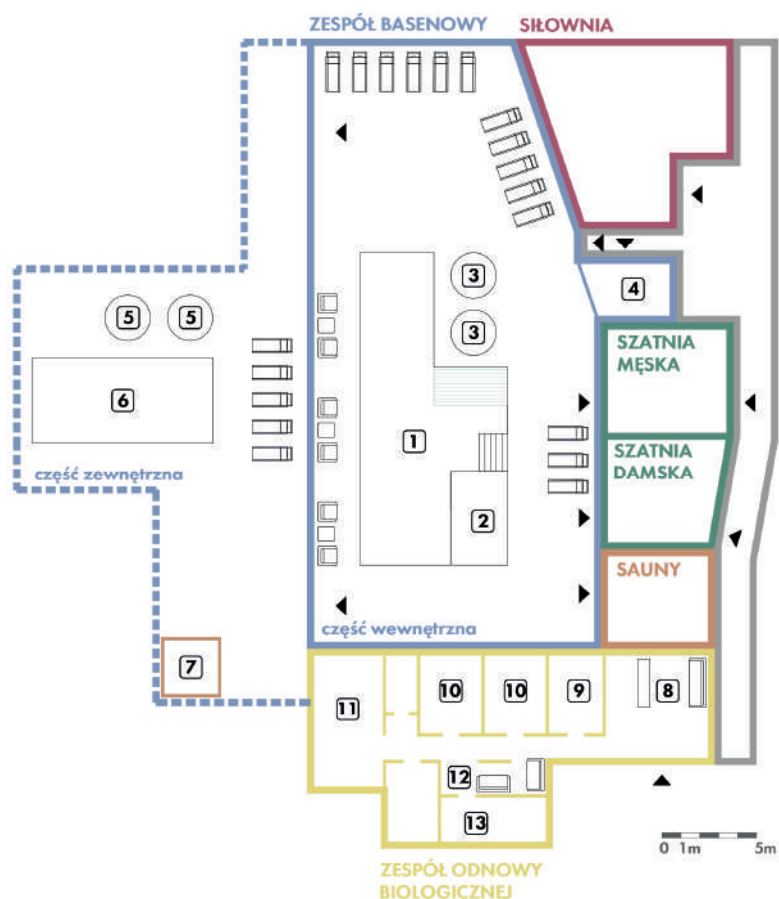 ZESPÓŁ BASENOWY
SIŁOWNIA
3
4
5
5
3
SZATNIA
MĘSKA
6
1
SZATNIA
DAMSKA
część zewnętrzna
2
SAUNY
część wewnętrzna
7
11
10
10
9
8
12
13
0 1m 5m
ZESPÓŁ ODNOWY
BIOLOGICZNEJ